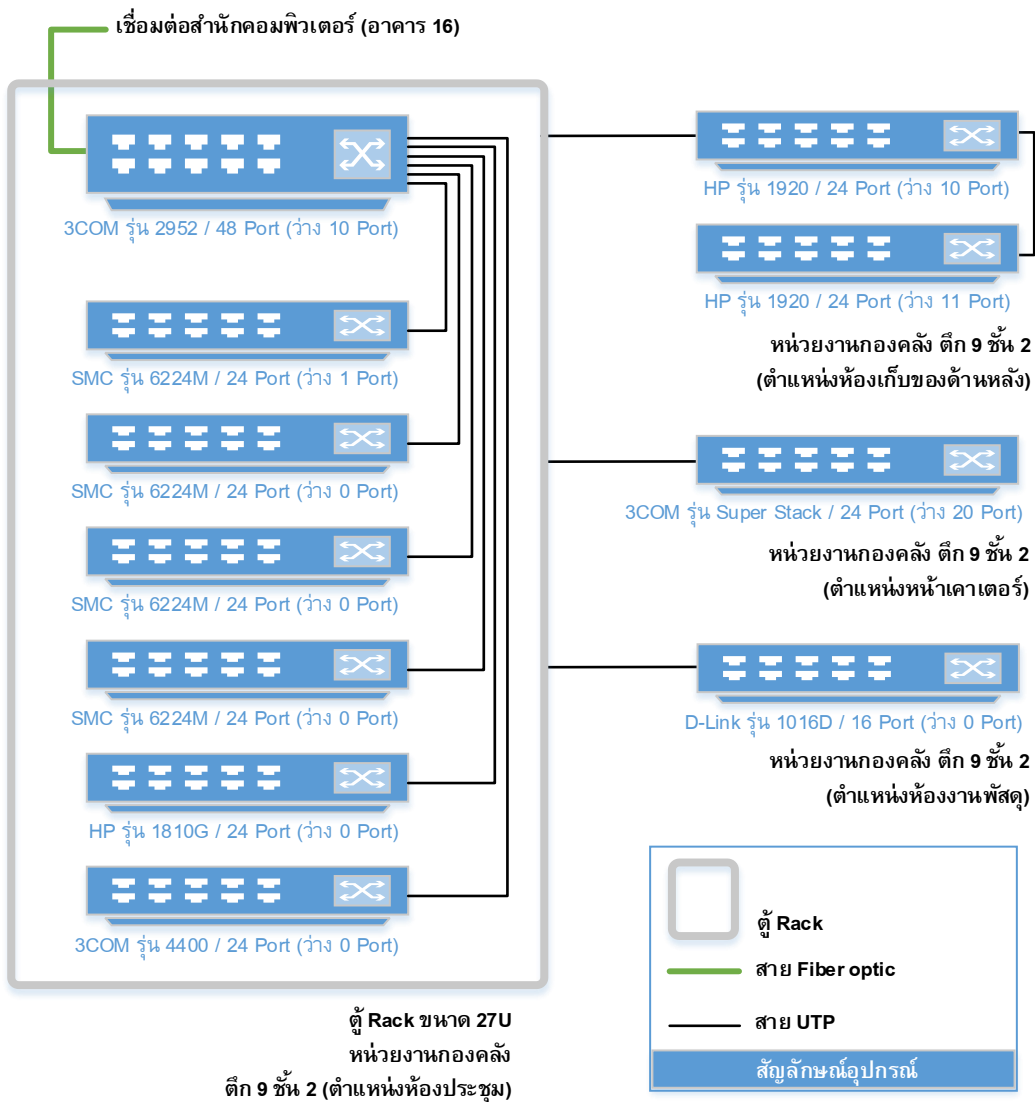 เชื่อมต่อสำนักคอมพิวเตอร์ (อาคาร 16)
3COM รุ่น 2952 / 48 Port (ว่าง 10 Port)
SMC รุ่น 6224M / 24 Port (ว่าง 1 Port)
SMC รุ่น 6224M / 24 Port (ว่าง 0 Port)
SMC รุ่น 6224M / 24 Port (ว่าง 0 Port)
SMC รุ่น 6224M / 24 Port (ว่าง 0 Port)
HP รุ่น 1810G / 24 Port (ว่าง 0 Port)
3COM รุ่น 4400 / 24 Port (ว่าง 0 Port)
ตู้ Rack ขนาด 27U
หน่วยงานกองคลัง
ตึก 9 ชั้น 2 (ตำแหน่งห้องประชุม)
HP รุ่น 1920 / 24 Port (ว่าง 10 Port)
HP รุ่น 1920 / 24 Port (ว่าง 11 Port)
หน่วยงานกองคลัง ตึก 9 ชั้น 2
(ตำแหน่งห้องเก็บของด้านหลัง)
3COM รุ่น Super Stack / 24 Port (ว่าง 20 Port)
หน่วยงานกองคลัง ตึก 9 ชั้น 2
(ตำแหน่งหน้าเคาเตอร์)
D-Link รุ่น 1016D / 16 Port (ว่าง 0 Port)
หน่วยงานกองคลัง ตึก 9 ชั้น 2
(ตำแหน่งห้องงานพัสดุ)
ตู้ Rack
สาย Fiber optic
สาย UTP
สัญลักษณ์อุปกรณ์